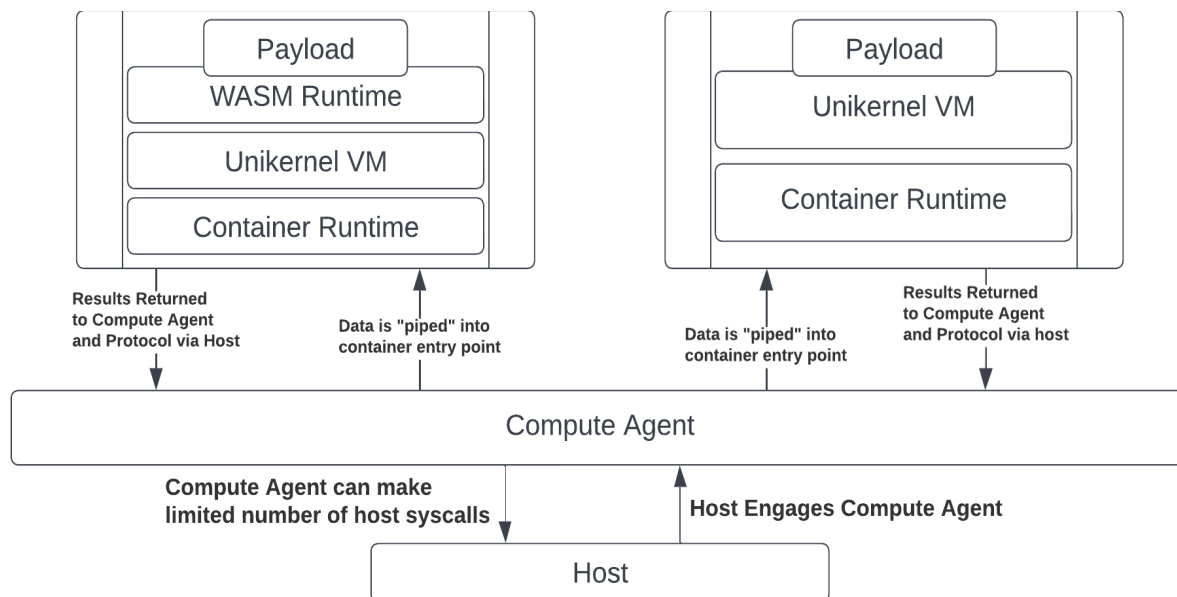 Payload
WASM Runtime
Unikernel VM
Container Runtime
Payload
Unikernel VM
Container Runtime
Results Returned
to Compute Agent
and Protocol via Host
Data is "piped" into
container entry point
Data is "piped" into
container entry point
Results Returned
to Compute Agent
and Protocol via host
Compute Agent
Compute Agent can make
limited number of host syscalls
Host Engages Compute Agent
Host